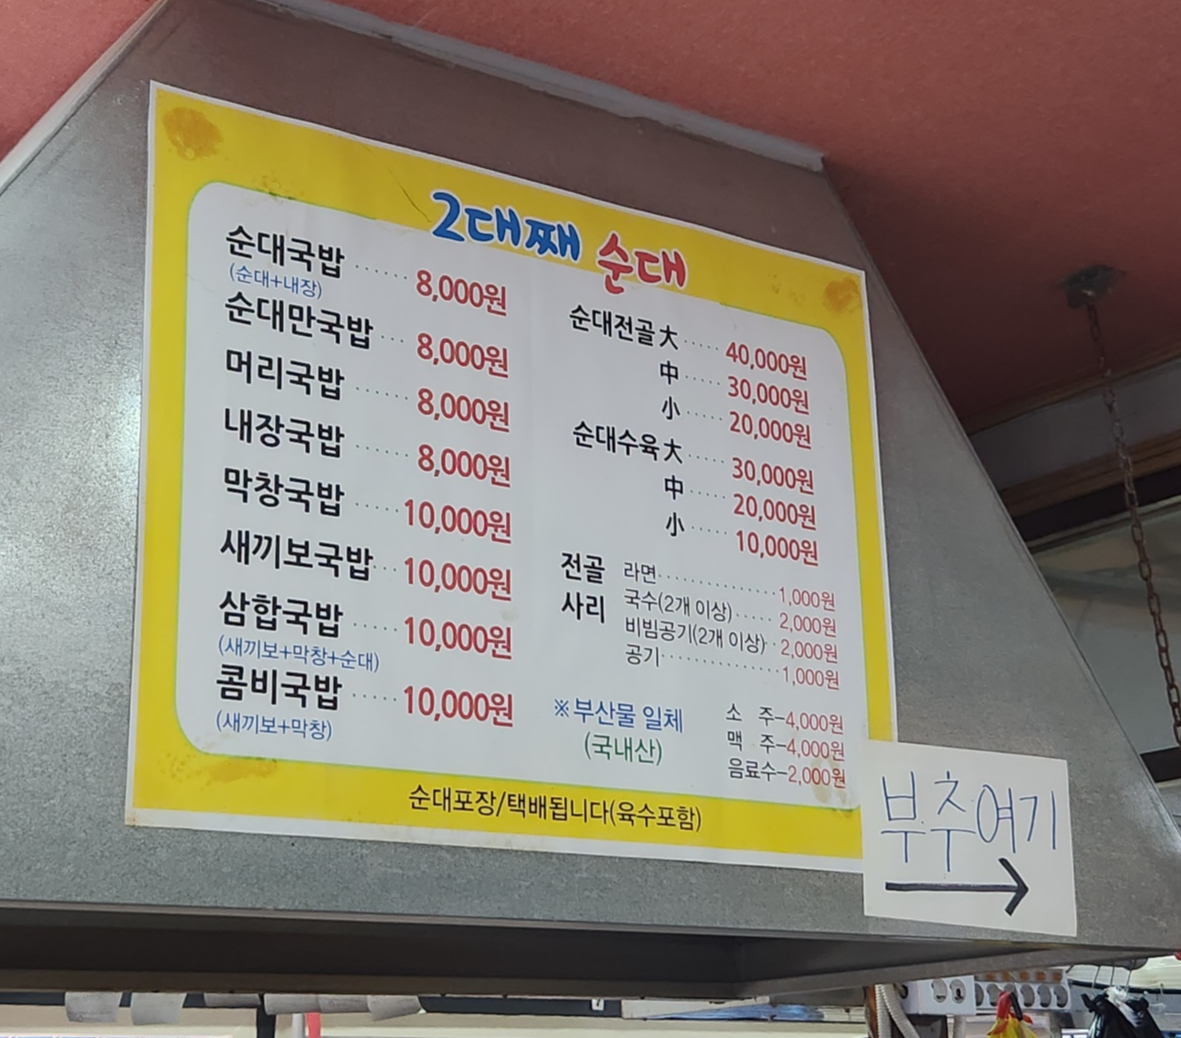 2대째 순대
순대국밥 ······ 8,000원
(순대+내장)
순대만국밥 ··· 8,000원
머리국밥 ······ 8,000원
내장국밥 ······ 8,000원
막창국밥 ····· 10,000원
새끼보국밥 ·· 10,000원
삼합국밥 ····· 10,000원
(새끼보+막창+순대)
콤비국밥 ····· 10,000원
(새끼보+막창)
순대전골 大 ····· 40,000원
中 ····· 30,000원
小 ····· 20,000원
순대수육 大 ····· 30,000원
中 ····· 20,000원
小 ····· 10,000원
전골
사리
라면 ············· 1,000원
국수(2개 이상) ····· 2,000원
비빔공기(2개 이상) ·· 2,000원
공기 ············· 1,000원
※부산물 일체
(국내산)
소 주-4,000원
맥 주-4,000원
음료수-2,000원
순대포장/택배됩니다(육수포함)
부추여기
→